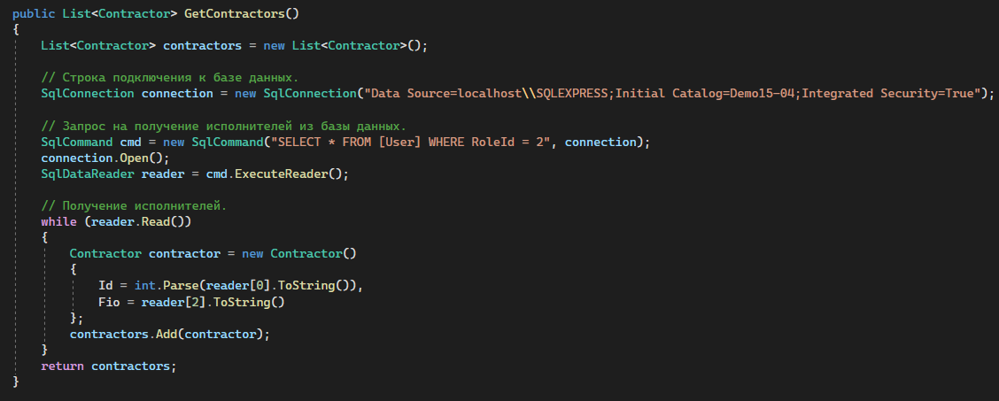 public List<Contractor> GetContractors()
{
List<Contractor> contractors = new List<Contractor>();
// Строка подключения к базе данных.
SqlConnection connection = new SqlConnection("Data Source=localhost\\SQLEXPRESS;Initial Catalog=Demo15-04;Integrated Security=True");
// Запрос на получение исполнителей из базы данных.
SqlCommand cmd = new SqlCommand("SELECT * FROM [User] WHERE RoleId = 2", connection);
connection.Open();
SqlDataReader reader = cmd.ExecuteReader();
// Получение исполнителей.
while (reader.Read())
{
Contractor contractor = new Contractor()
{
Id = int.Parse(reader[0].ToString()),
Fio = reader[2].ToString()
};
contractors.Add(contractor);
}
return contractors;
}